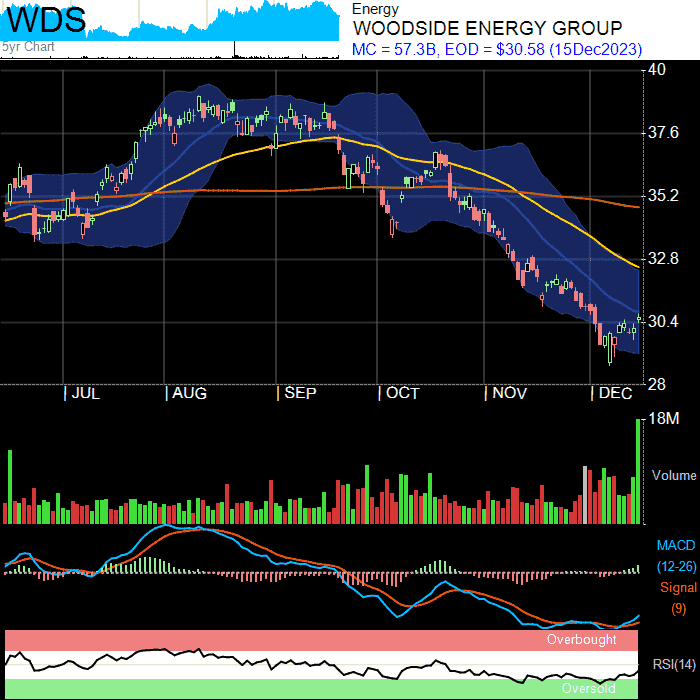 WDS
5yr Chart
Energy
WOODSIDE ENERGY GROUP
MC = 57.3B, EOD = $30.58 (15Dec2023)
40
37.6
35.2
32.8
30.4
28
| JUL | AUG | SEP | OCT | NOV | DEC
18M
Volume
MACD
(12-26)
Signal
(9)
Overbought
RSI(14)
Oversold